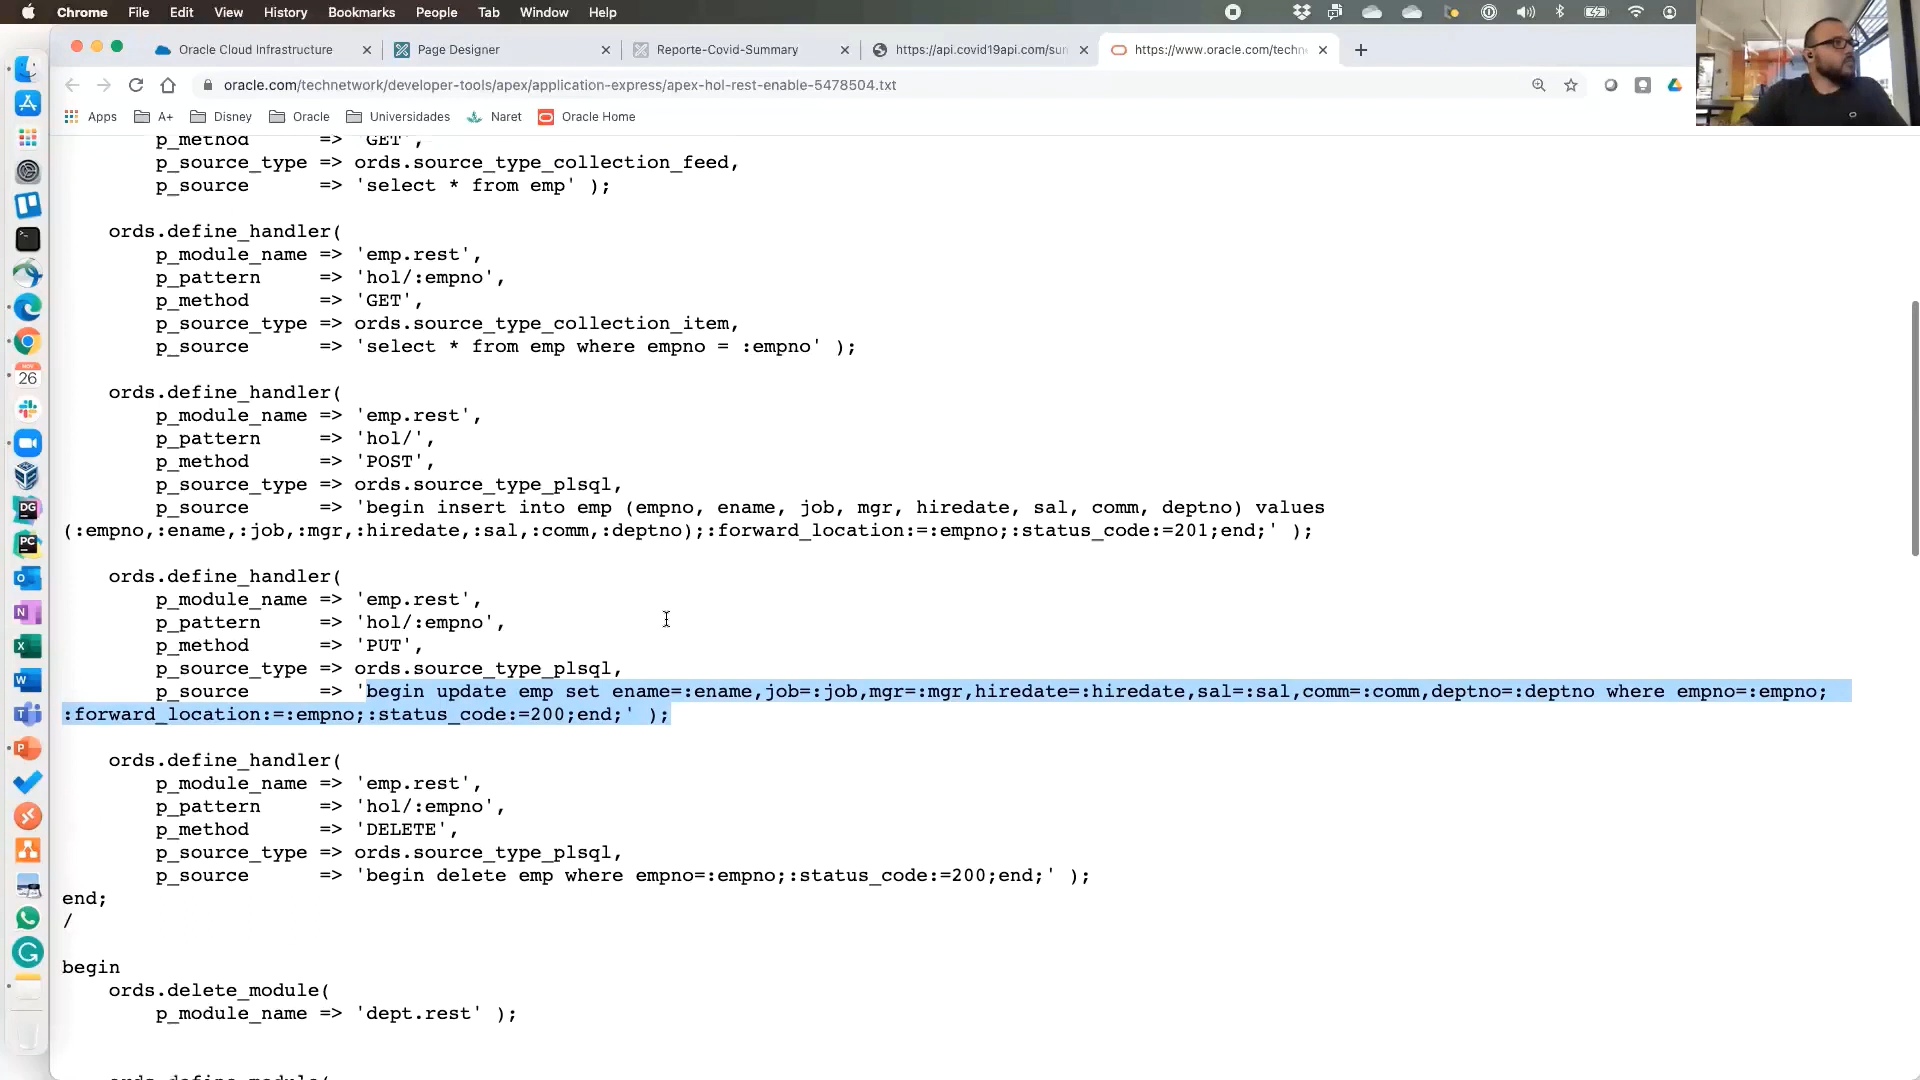 Chrome File Edit View History Bookmarks People Tab Window Help
Oracle Cloud Infrastructure
Page Designer
Reporte-Covid-Summary
https://api.covid19api.com/sun
https://www.oracle.com/techn
oracle.com/technetwork/developer-tools/apex/application-express/apex-hol-rest-enable-5478504.txt
Apps A+ Disney Oracle Universidades Naret Oracle Home
p_method => 'GET',
p_source_type => ords.source_type_collection_feed,
p_source => 'select * from emp' );
ords.define_handler(
p_module_name => 'emp.rest',
p_pattern => 'hol/:empno',
p_method => 'GET',
p_source_type => ords.source_type_collection_item,
p_source => 'select * from emp where empno = :empno' );
ords.define_handler(
p_module_name => 'emp.rest',
p_pattern => 'hol/',
p_method => 'POST',
p_source_type => ords.source_type_plsql,
p_source => 'begin insert into emp (empno, ename, job, mgr, hiredate, sal, comm, deptno) values
(:empno,:ename,:job,:mgr,:hiredate,:sal,:comm,:deptno);:forward_location:=:empno;:status_code:=201;end;' );
ords.define_handler(
p_module_name => 'emp.rest',
p_pattern => 'hol/:empno',
p_method => 'PUT',
p_source_type => ords.source_type_plsql,
p_source => 'begin update emp set ename=:ename,job=:job,mgr=:mgr,hiredate=:hiredate,sal=:sal,comm=:comm,deptno=:deptno where empno=:empno;
:forward_location:=:empno;:status_code:=200;end;' );
ords.define_handler(
p_module_name => 'emp.rest',
p_pattern => 'hol/:empno',
p_method => 'DELETE',
p_source_type => ords.source_type_plsql,
p_source => 'begin delete emp where empno=:empno;:status_code:=200;end;' );
end;
/
begin
ords.delete_module(
p_module_name => 'dept.rest' );
ords.define_module(
NOV
26
DG
PC